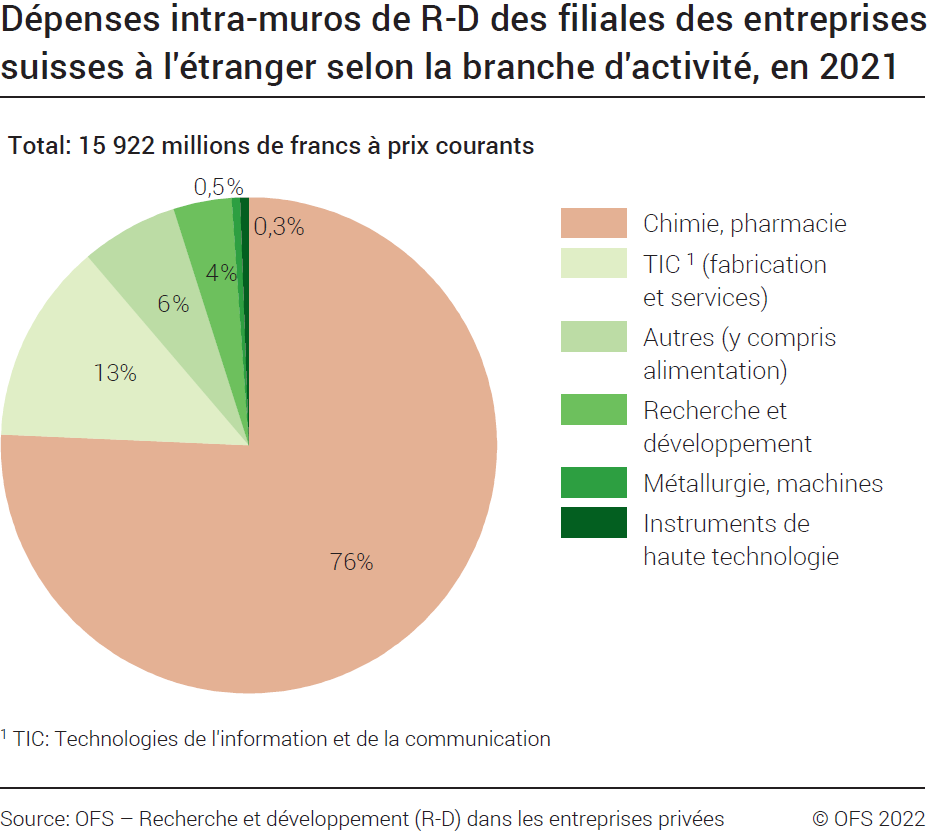 Dépenses intra-muros de R-D des filiales des entreprises
suisses à l'étranger selon la branche d'activité, en 2021
Total: 15 922 millions de francs à prix courants
0,5%
0,3%
4%
6%
13%
76%
Chimie, pharmacie
TIC ¹ (fabrication
et services)
Autres (y compris
alimentation)
Recherche et
développement
Métallurgie, machines
Instruments de
haute technologie
¹ TIC: Technologies de l'information et de la communication
Source: OFS – Recherche et développement (R-D) dans les entreprises privées
© OFS 2022